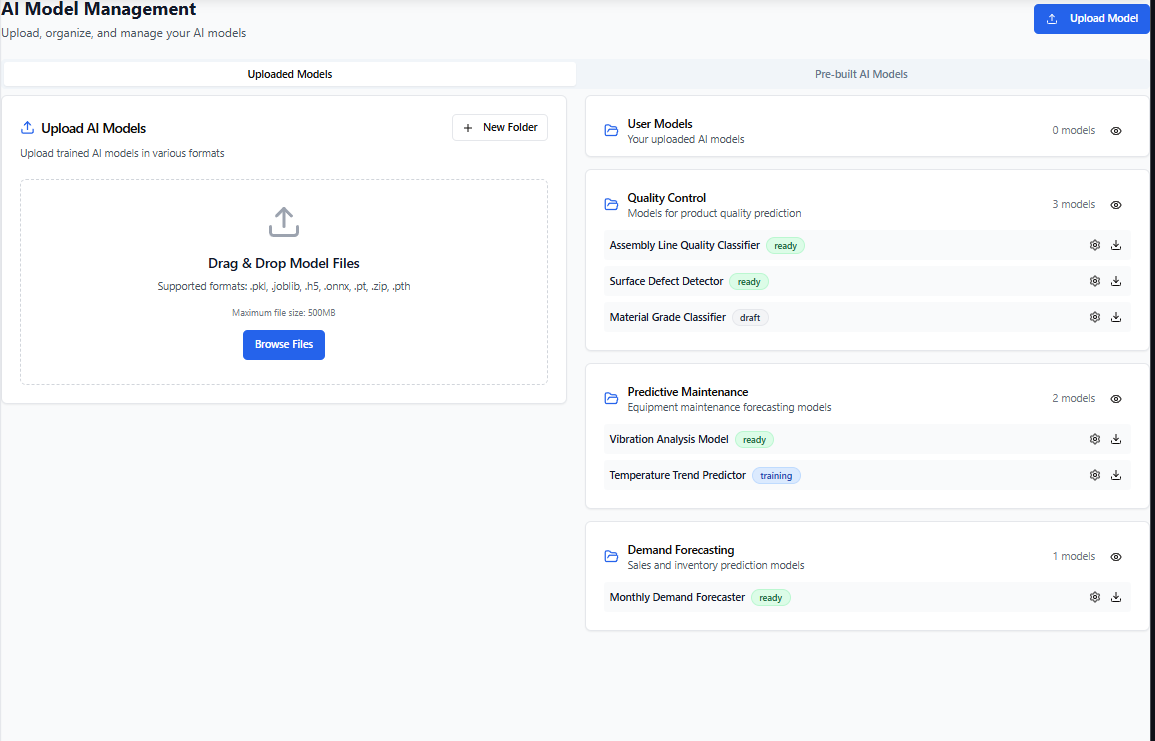 AI Model Management
Upload, organize, and manage your AI models
Upload Model
Uploaded Models
Pre-built AI Models
Upload AI Models
New Folder
Upload trained AI models in various formats
Drag & Drop Model Files
Supported formats: .pkl, .joblib, .h5, .onnx, .pt, .zip, .pth
Maximum file size: 500MB
Browse Files
User Models
Your uploaded AI models
0 models
Quality Control
Models for product quality prediction
3 models
Assembly Line Quality Classifier ready
Surface Defect Detector ready
Material Grade Classifier draft
Predictive Maintenance
Equipment maintenance forecasting models
2 models
Vibration Analysis Model ready
Temperature Trend Predictor training
Demand Forecasting
Sales and inventory prediction models
1 models
Monthly Demand Forecaster ready